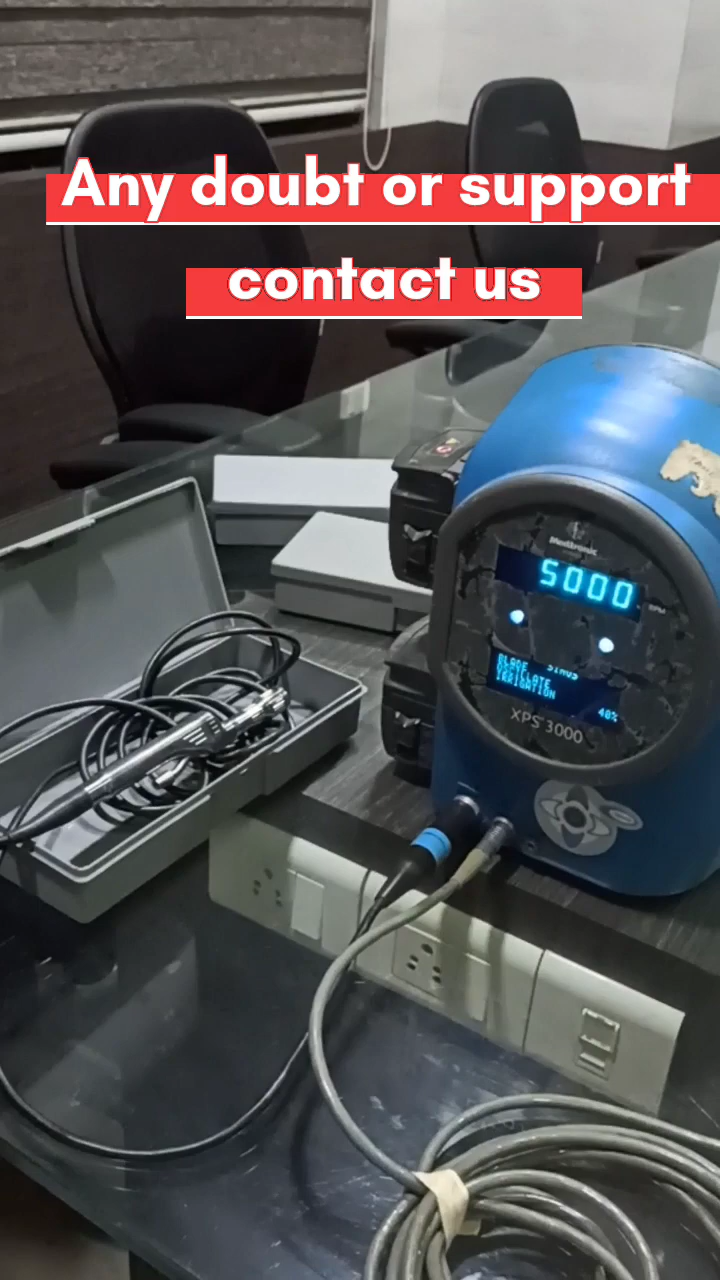 Any doubt or support
contact us
Medtronic
5000
RPM
BLADE SINUS
OSCILLATE
IRRIGATION
40%
XPS 3000